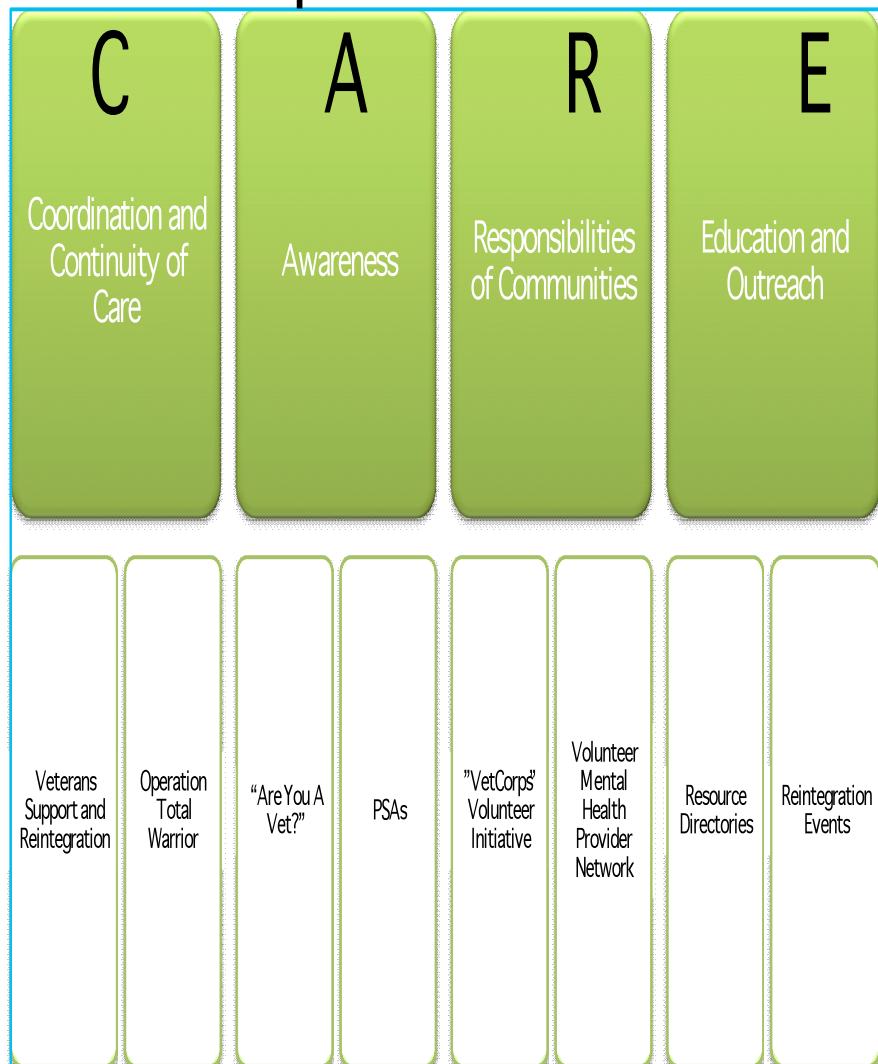 C
Coordination and
Continuity of
Care
A
Awareness
R
Responsibilities
of Communities
E
Education and
Outreach
Veterans
Support and
Reintegration
Operation
Total
Warrior
“Are You A
Vet?”
PSAs
”VetCorps”
Volunteer
Initiative
Volunteer
Mental
Health
Provider
Network
Resource
Directories
Reintegration
Events